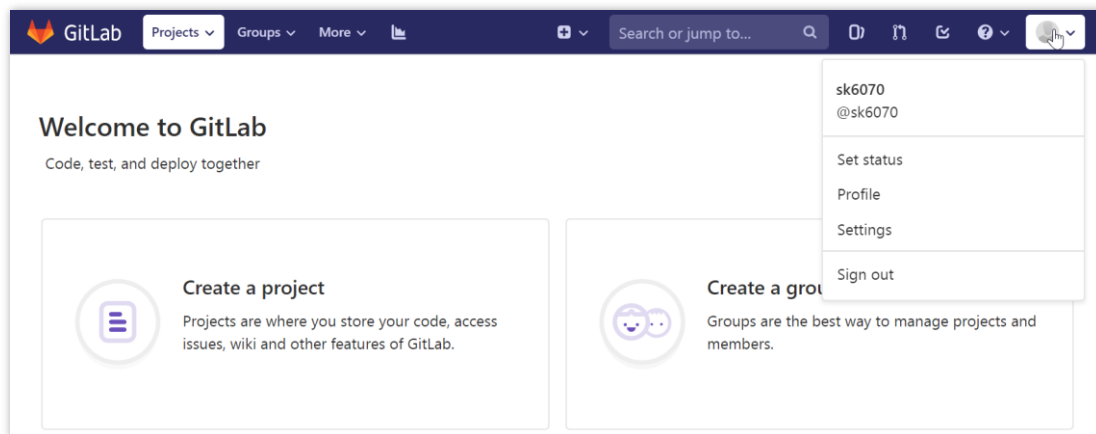 GitLab Projects Groups More Search or jump to...
sk6070
@sk6070
Set status
Profile
Settings
Sign out
Welcome to GitLab
Code, test, and deploy together
Create a project
Projects are where you store your code, access
issues, wiki and other features of GitLab.
Create a grou
Groups are the best way to manage projects and
members.